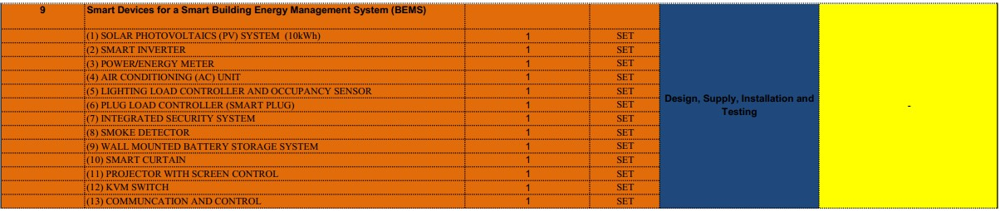 9 Smart Devices for a Smart Building Energy Management System (BEMS)
(1) SOLAR PHOTOVOLTAICS (PV) SYSTEM (10kWh) 1 SET
(2) SMART INVERTER 1 SET
(3) POWER/ENERGY METER 1 SET
(4) AIR CONDITIONING (AC) UNIT 1 SET
(5) LIGHTING LOAD CONTROLLER AND OCCUPANCY SENSOR 1 SET
(6) PLUG LOAD CONTROLLER (SMART PLUG) 1 SET
(7) INTEGRATED SECURITY SYSTEM 1 SET
(8) SMOKE DETECTOR 1 SET
(9) WALL MOUNTED BATTERY STORAGE SYSTEM 1 SET
(10) SMART CURTAIN 1 SET
(11) PROJECTOR WITH SCREEN CONTROL 1 SET
(12) KVM SWITCH 1 SET
(13) COMMUNCATION AND CONTROL 1 SET
Design, Supply, Installation and
Testing
-